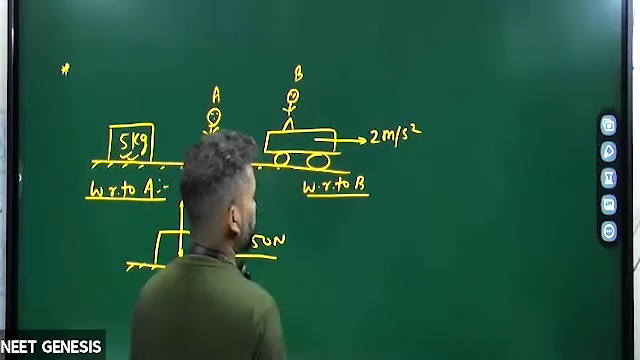 *
A B
5kg 2m/s²
w.r.to A:- w.r.to B
50N
NEET GENESIS